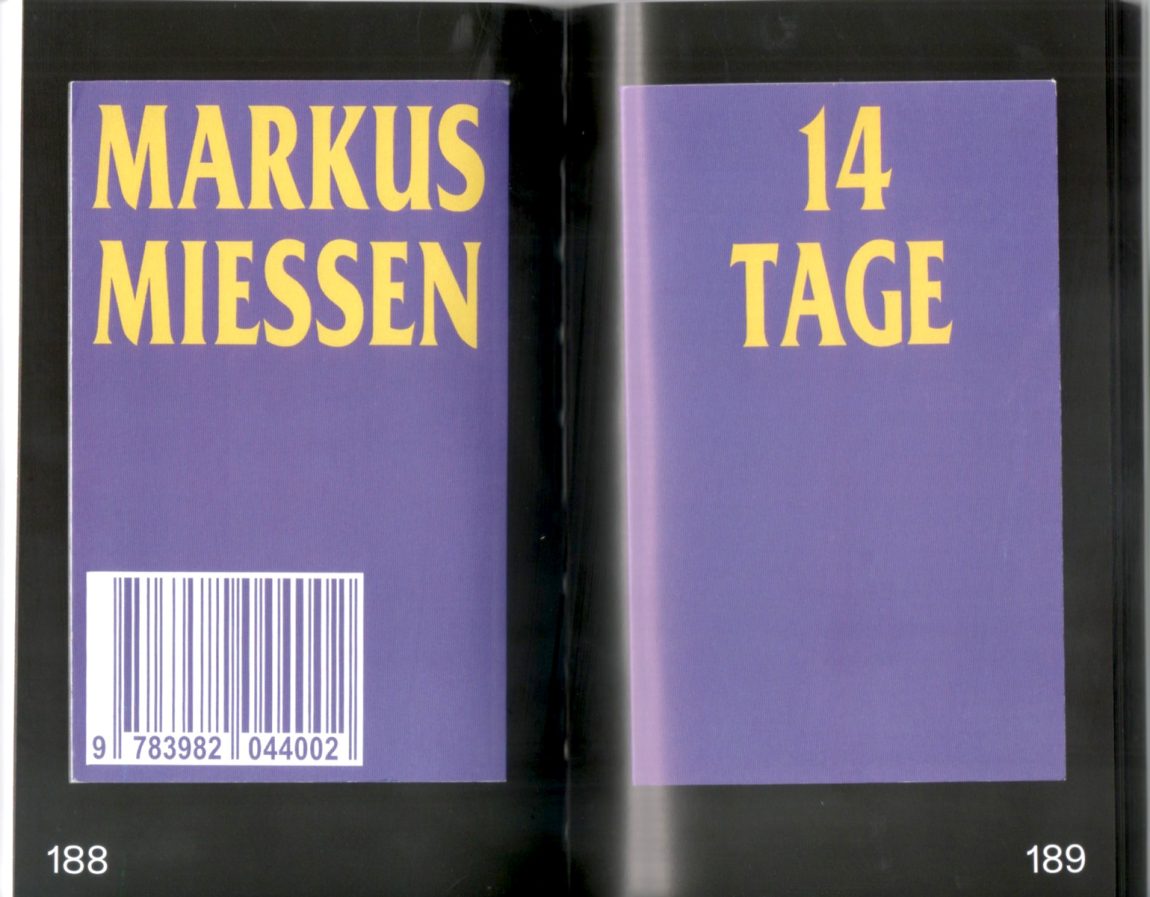 MARKUS
MIESSEN
9 783982 044002
188
14
TAGE
189